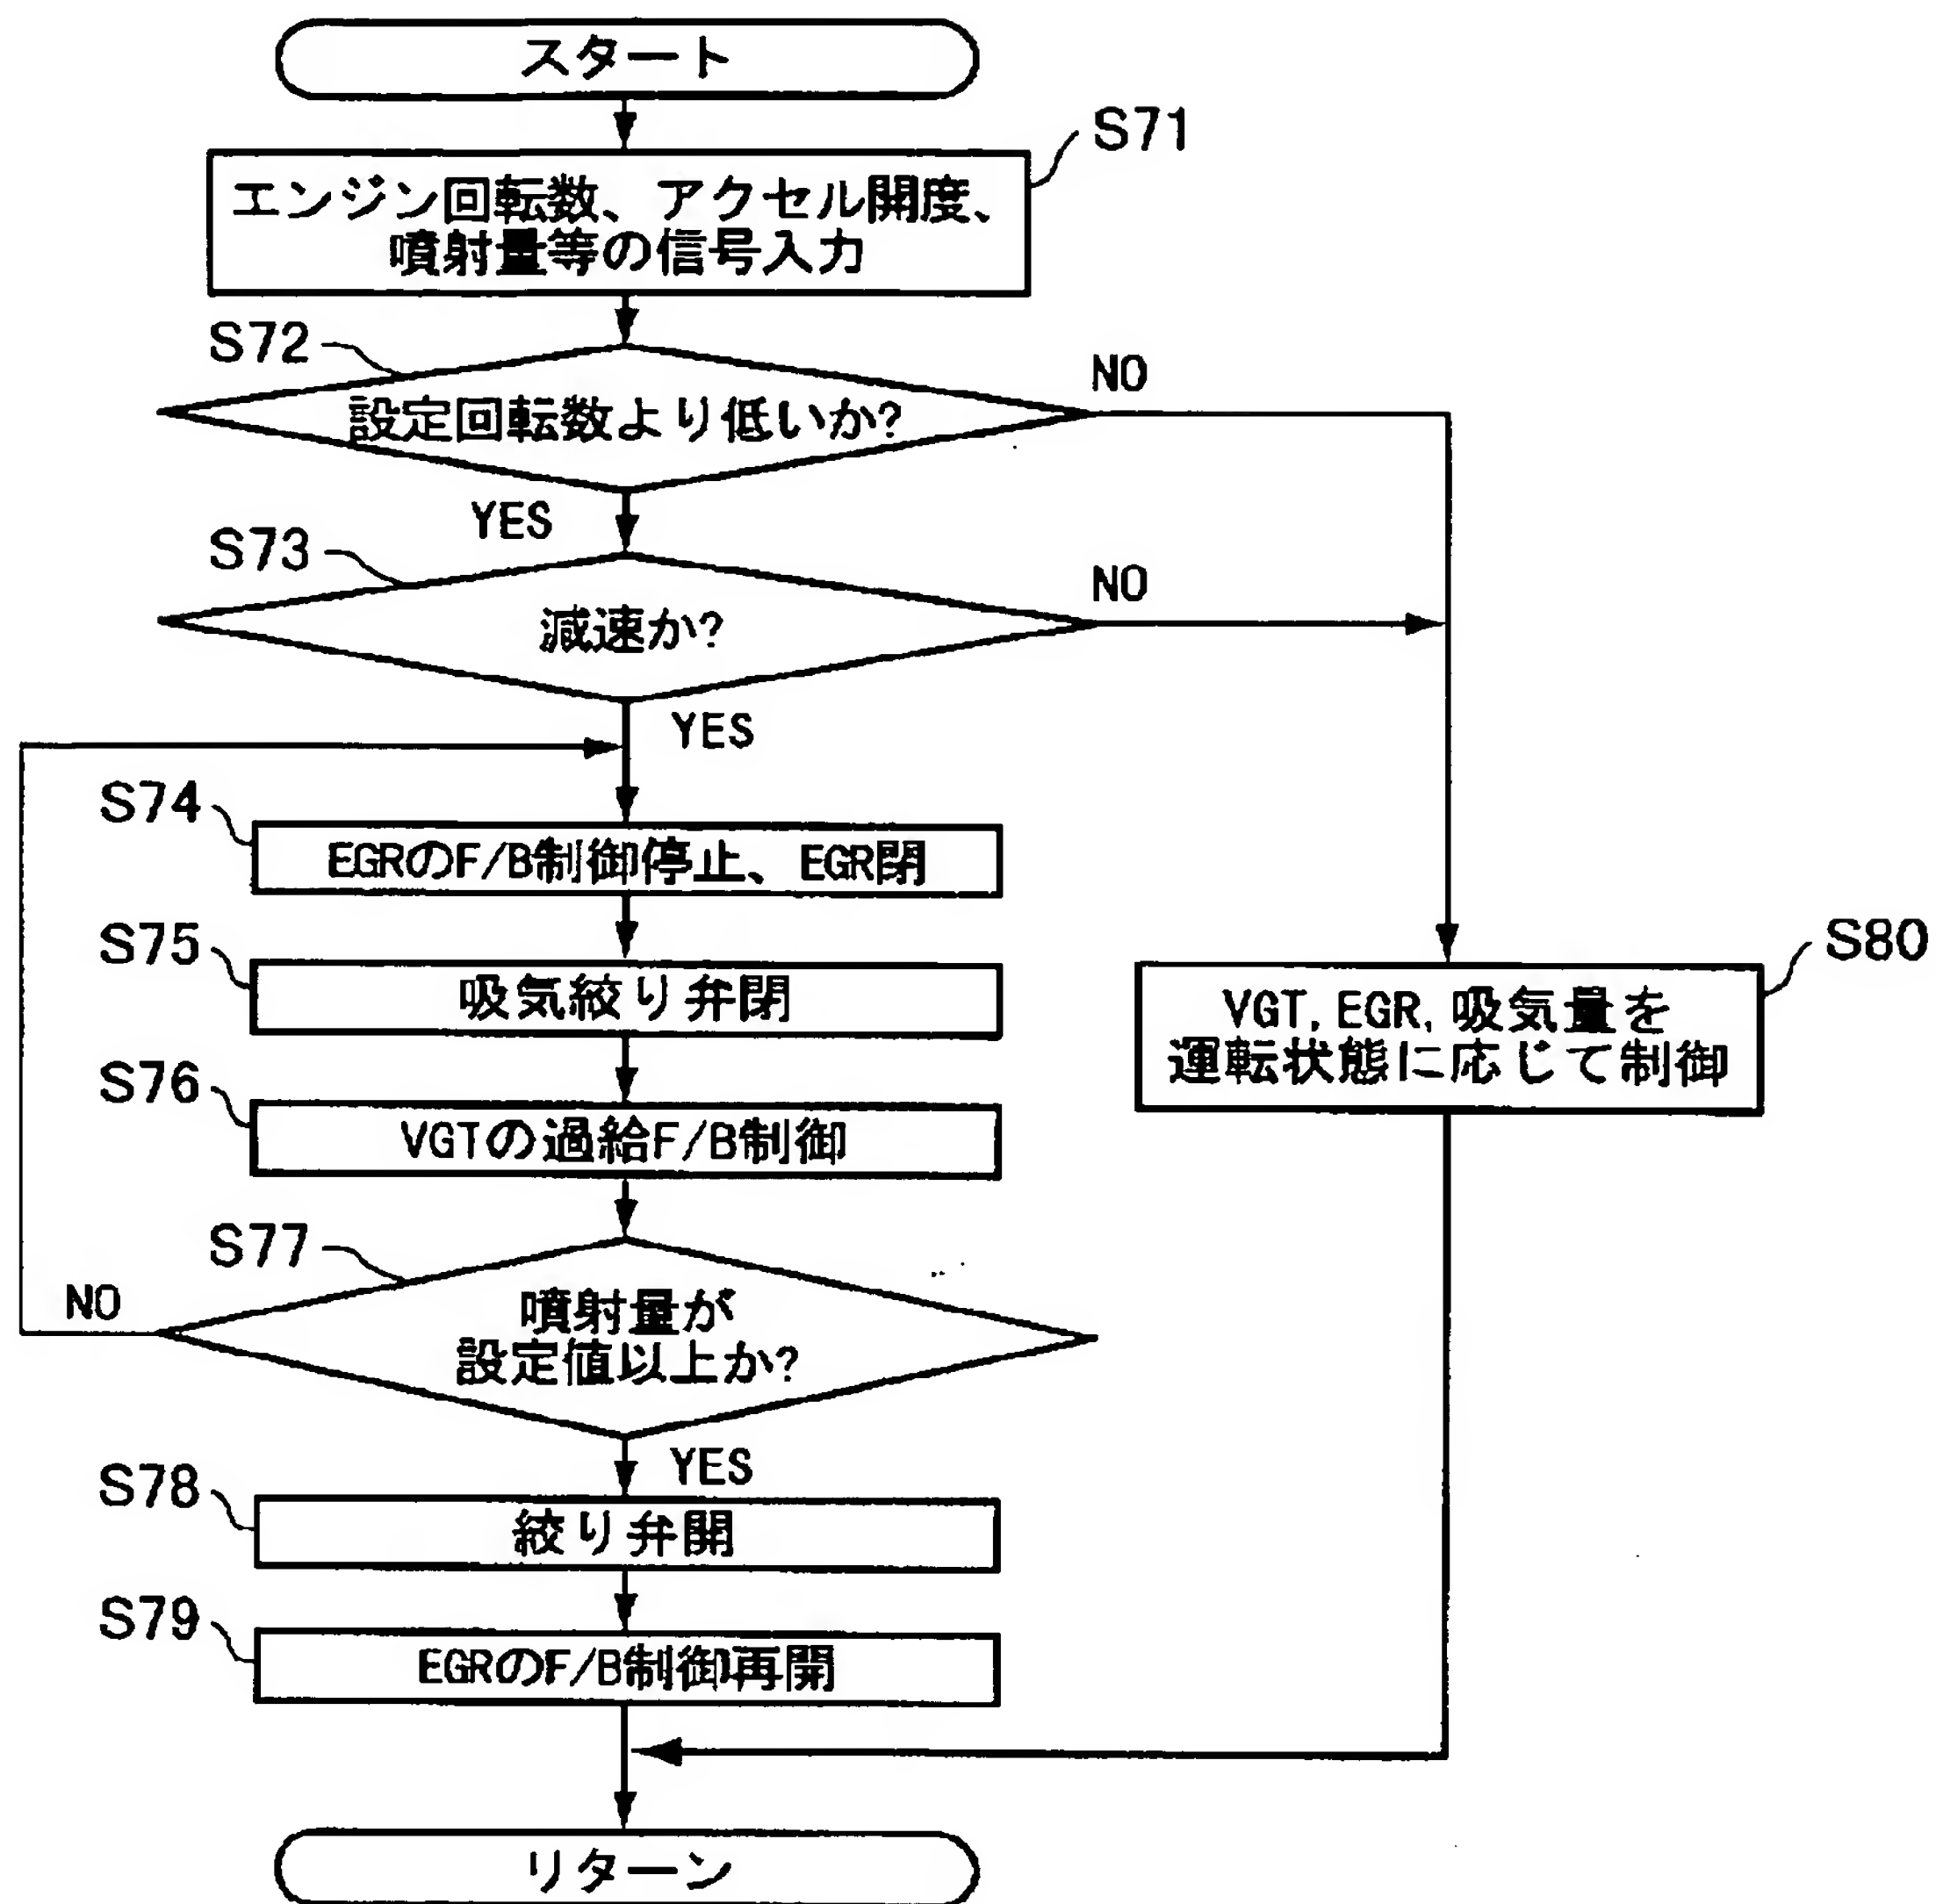 スタート
S71
エンジン回転数、アクセル開度、
噴射量等の信号入力
S72
設定回転数より低いか?
NO
YES
S73
減速か?
NO
YES
S74
EGRのF/B制御停止、EGR閉
S75
吸気絞り弁閉
S76
VGTの過給F/B制御
S80
VGT,EGR,吸気量を
運転状態に応じて制御
S77
噴射量が
設定値以上か?
NO
YES
S78
絞り弁開
S79
EGRのF/B制御再開
リターン